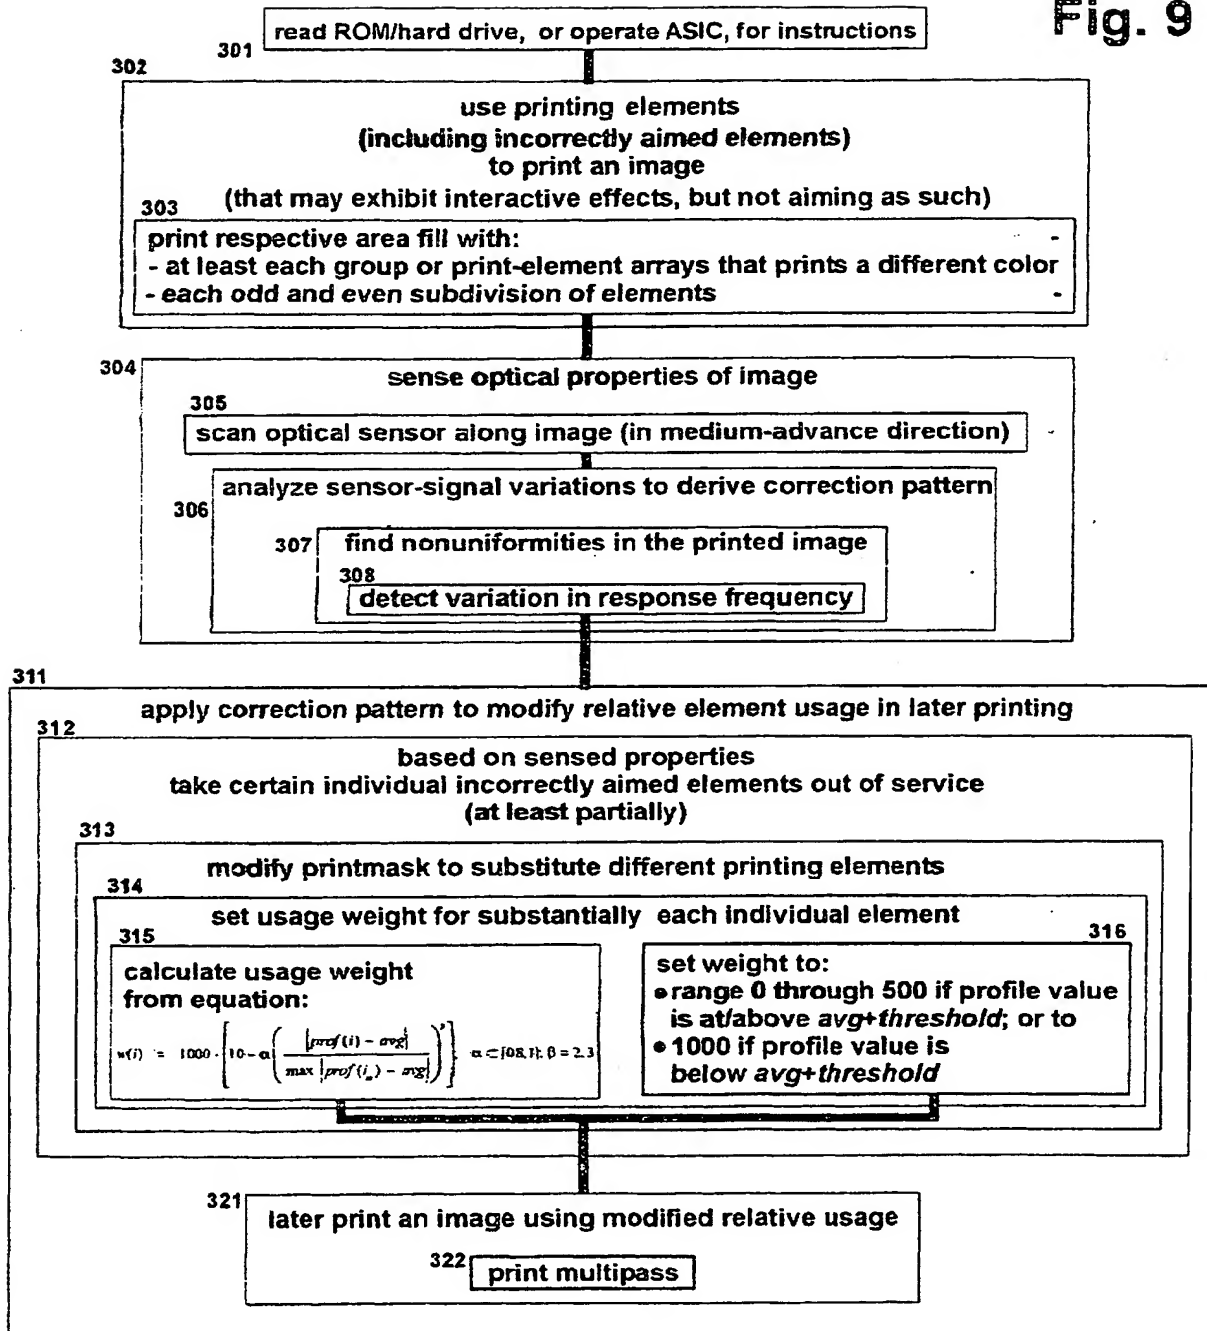 Fig. 9
301
read ROM/hard drive, or operate ASIC, for instructions
302
use printing elements
(including incorrectly aimed elements)
to print an image
(that may exhibit interactive effects, but not aiming as such)
303
print respective area fill with:
- at least each group or print-element arrays that prints a different color
- each odd and even subdivision of elements
304
sense optical properties of image
305
scan optical sensor along image (in medium-advance direction)
306
analyze sensor-signal variations to derive correction pattern
307
find nonuniformities in the printed image
308
detect variation in response frequency
311
apply correction pattern to modify relative element usage in later printing
312
based on sensed properties
take certain individual incorrectly aimed elements out of service
(at least partially)
313
modify printmask to substitute different printing elements
314
set usage weight for substantially each individual element
315
calculate usage weight
from equation:
= 1000 · [10 - α ( |prof(i) - avg| / max |prof(i) - avg| ) ] β = 2, 3
316
set weight to:
• range 0 through 500 if profile value
is at/above avg+threshold; or to
• 1000 if profile value is
below avg+threshold
321
later print an image using modified relative usage
322
print multipass